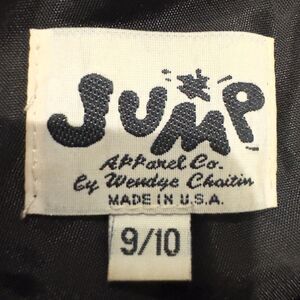 JUMP
Apparel Co.
by Wendye Chaitin
MADE IN U.S.A.
9/10